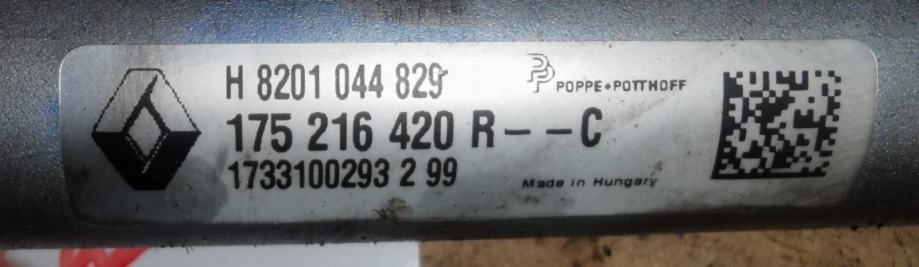 H 8201 044 829
POPPE+POTTHOFF
175 216 420 R--C
1733100293 2 99
Made in Hungary